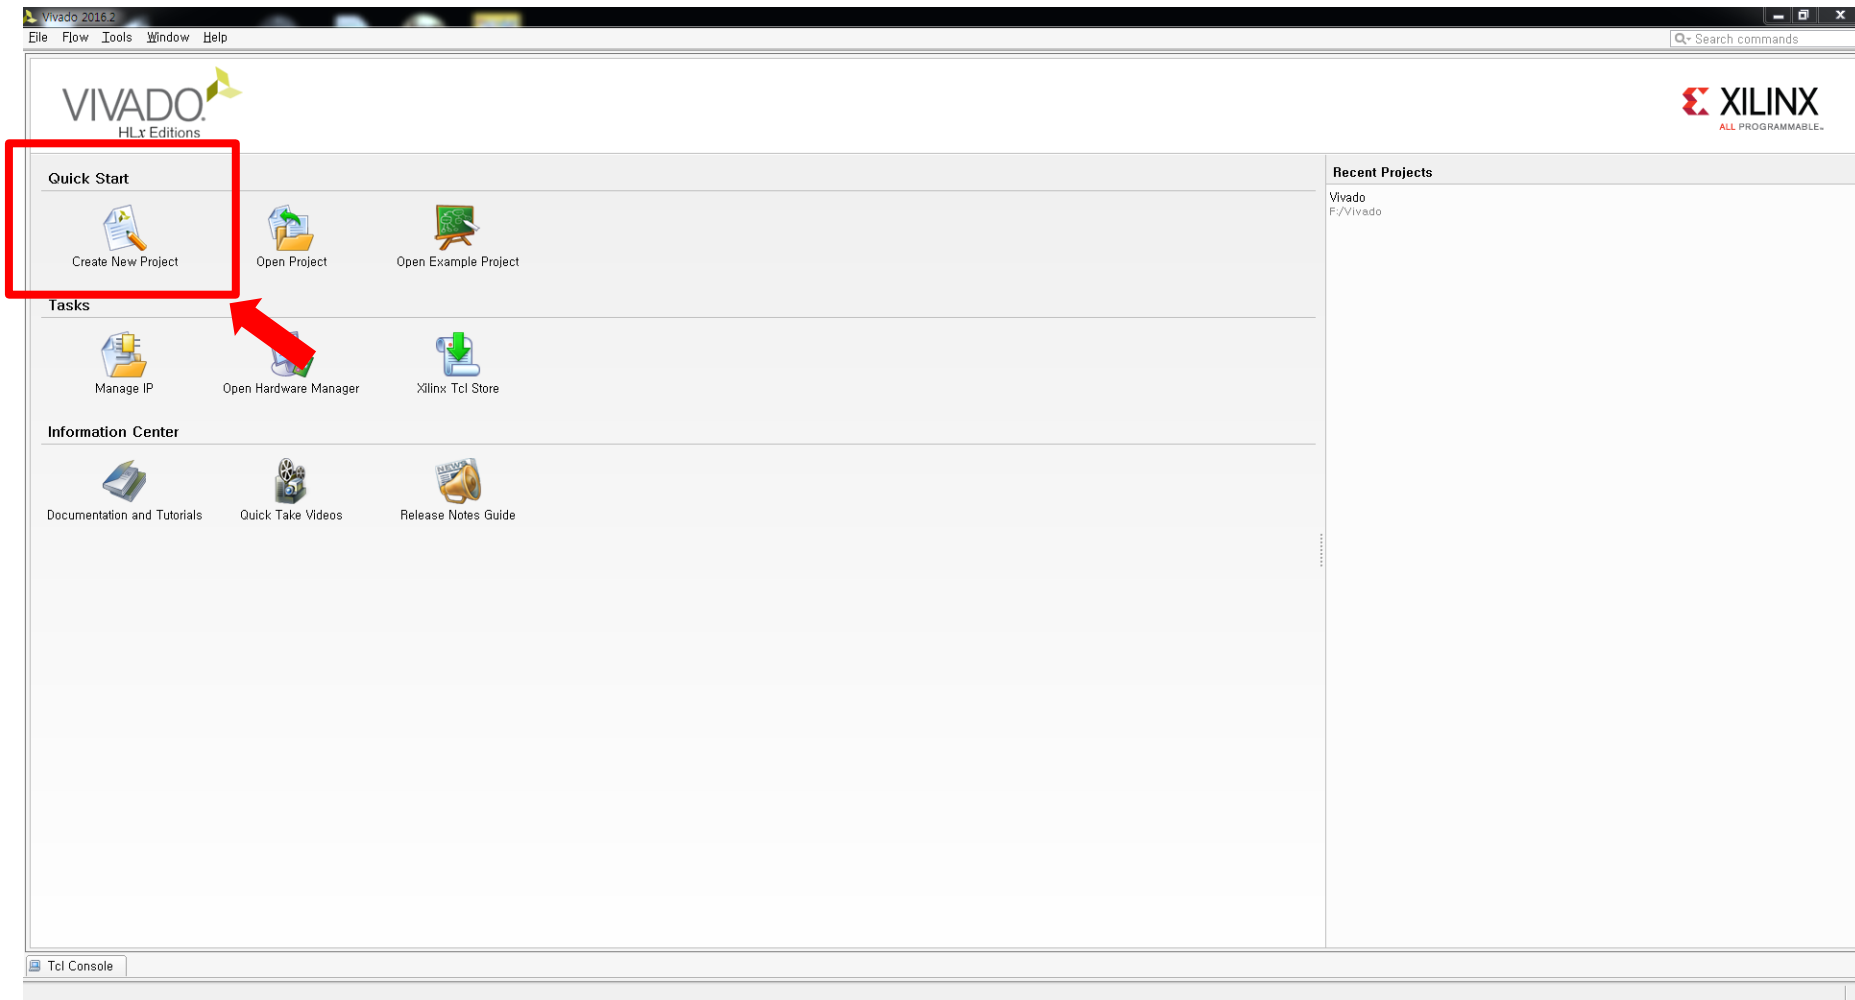 Vivado 2016.2
File Flow Tools Window Help
Search commands
VIVADO.
HLx Editions
XILINX
ALL PROGRAMMABLE™
Quick Start
Create New Project
Open Project
Open Example Project
Tasks
Manage IP
Open Hardware Manager
Xilinx Tcl Store
Information Center
Documentation and Tutorials
Quick Take Videos
NEWS
Release Notes Guide
Recent Projects
Vivado
F:/Vivado
Tcl Console